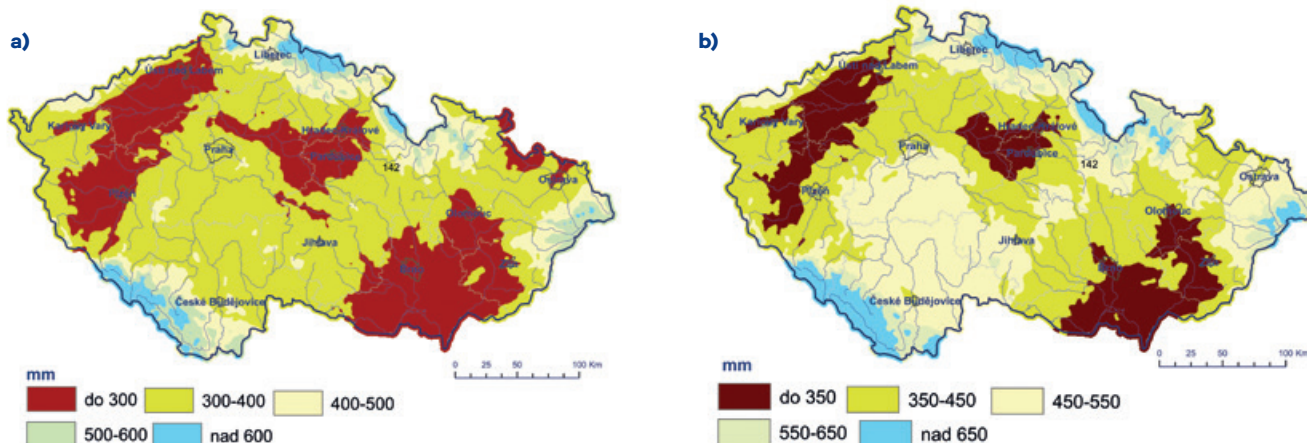 a)
Liberec
Ústí nad Labem
Karlovy Vary
Hradec Králové
Praha
Pardubice
142
Ostrava
Plzeň
Olomouc
Jihlava
Brno
Zlín
České Budějovice
0 25 50 100 Km
mm
do 300 300-400 400-500
500-600 nad 600
b)
Liberec
Ústí nad Labem
Karlovy Vary
Hradec Králové
Praha
Pardubice
142
Ostrava
Plzeň
Olomouc
Jihlava
Brno
Zlín
České Budějovice
0 25 50 100 Km
mm
do 350 350-450 450-550
550-650 nad 650